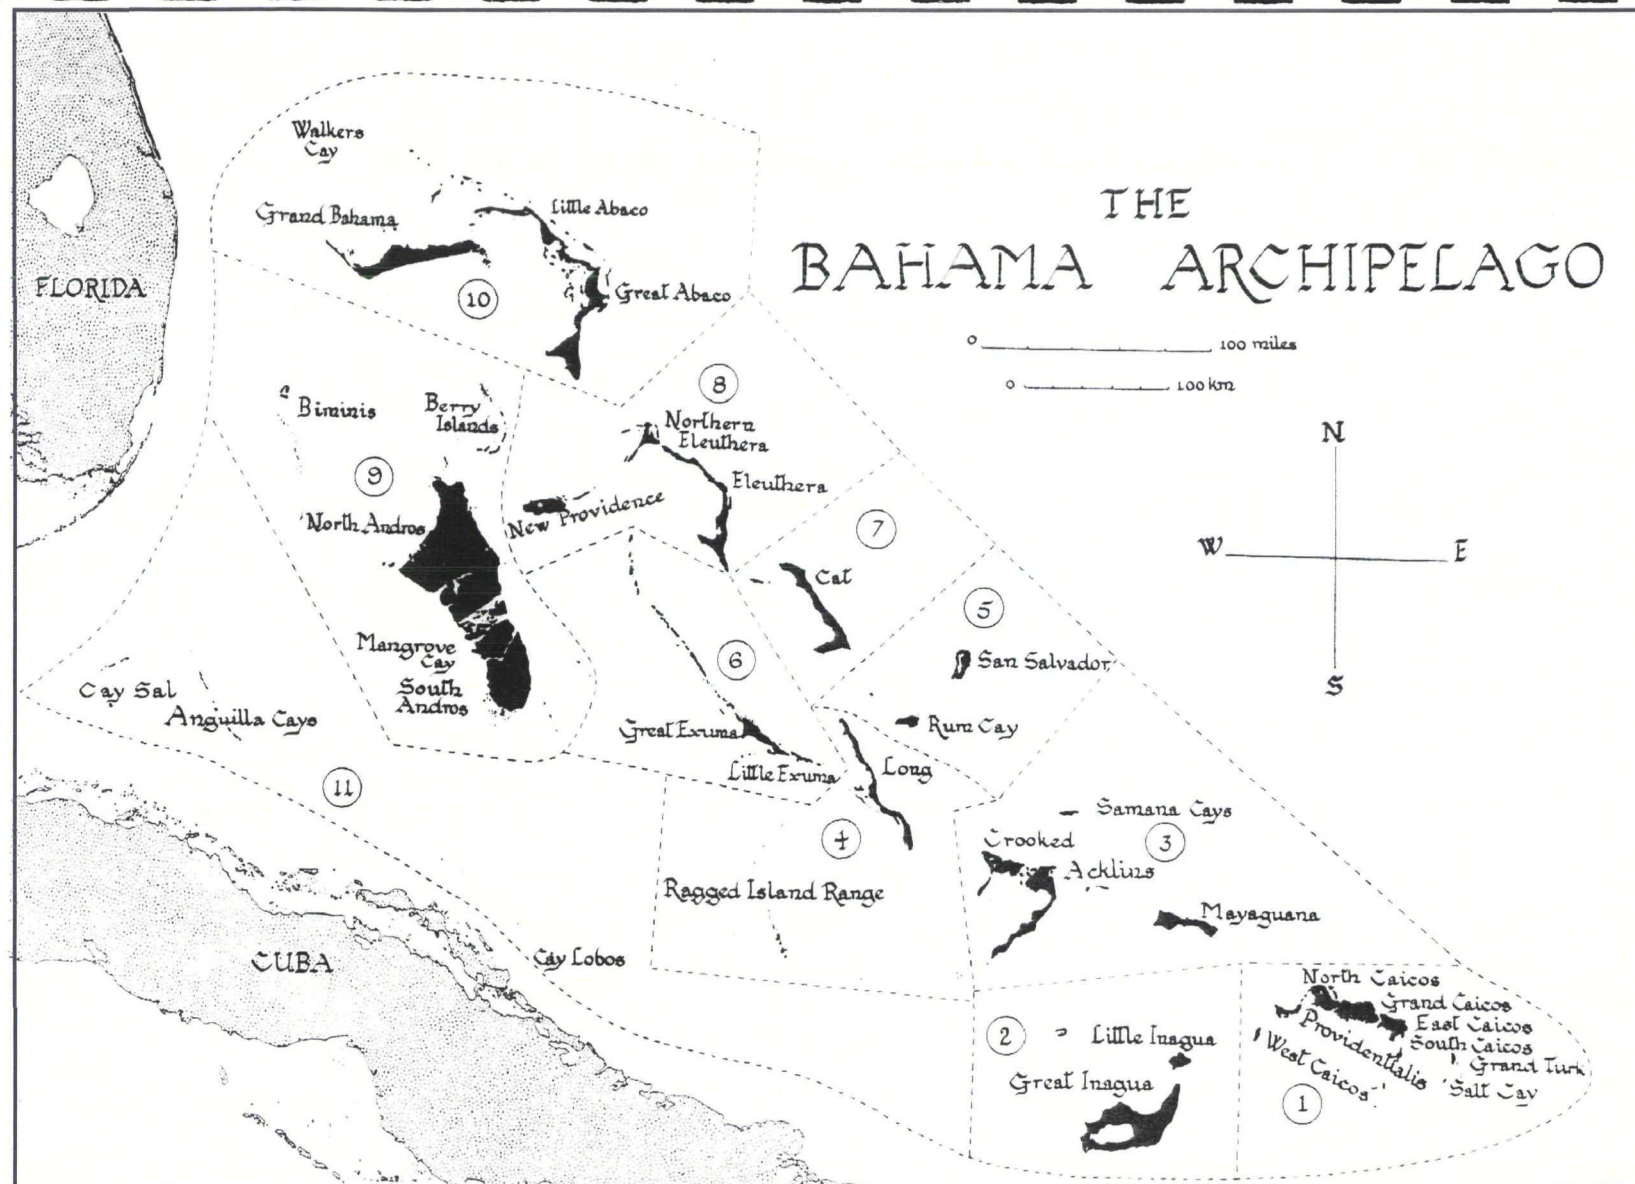 THE
BAHAMA ARCHIPELAGO
0 100 miles
0 100 km
N
W E
S
FLORIDA
CUBA
Walkers
Cay
Grand Bahama
Little Abaco
Great Abaco
10
8
Biminis
Berry
Islands
Northern
Eleuthera
Eleuthera
9
New Providence
North Andros
7
Cat
Mangrove
Cay
South
Andros
6
5
San Salvador
Rum Cay
Cay Sal
Anguilla Cays
Great Exuma
Little Exuma
Long
11
4
Ragged Island Range
Samana Cays
Crooked
3
Acklins
Mayaguana
Cay Lobos
2
Little Inagua
Great Inagua
North Caicos
Grand Caicos
East Caicos
South Caicos
Grand Turk
Salt Cay
Providentialis
West Caicos
1